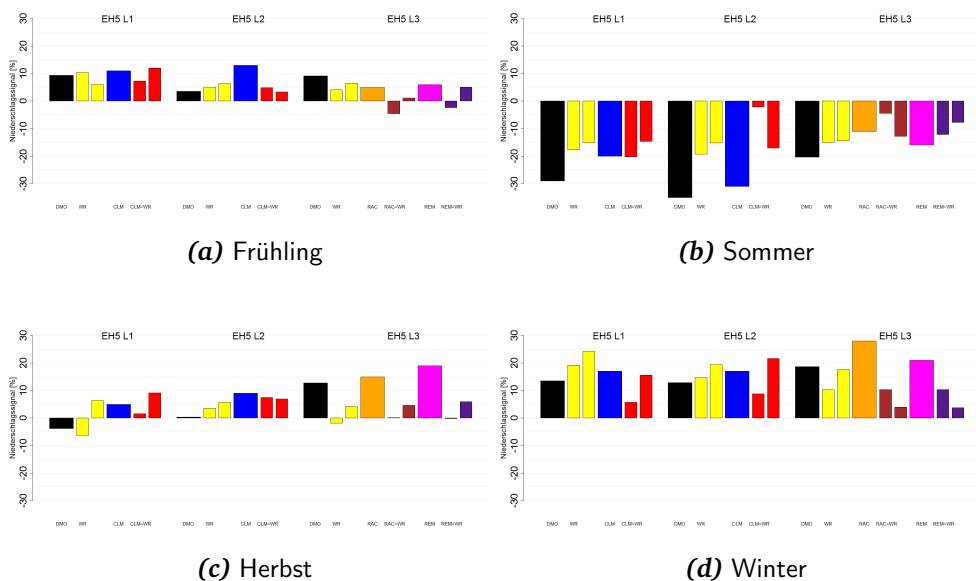 EH5 L1 EH5 L2 EH5 L3
Niederschlagssignal [%]
30
20
10
0
-10
-20
-30
DMO WR CLM CLM+WR DMO WR CLM CLM+WR DMO WR RAC RAC+WR REM REM+WR
(a) Frühling
EH5 L1 EH5 L2 EH5 L3
Niederschlagssignal [%]
30
20
10
0
-10
-20
-30
DMO WR CLM CLM+WR DMO WR CLM CLM+WR DMO WR RAC RAC+WR REM REM+WR
(b) Sommer
EH5 L1 EH5 L2 EH5 L3
Niederschlagssignal [%]
30
20
10
0
-10
-20
-30
DMO WR CLM CLM+WR DMO WR CLM CLM+WR DMO WR RAC RAC+WR REM REM+WR
(c) Herbst
EH5 L1 EH5 L2 EH5 L3
Niederschlagssignal [%]
30
20
10
0
-10
-20
-30
DMO WR CLM CLM+WR DMO WR CLM CLM+WR DMO WR RAC RAC+WR REM REM+WR
(d) Winter